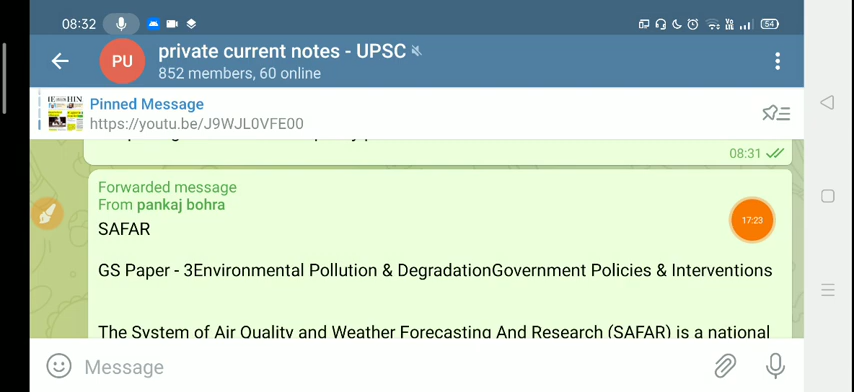 08:32
54
PU
private current notes - UPSC
852 members, 60 online
Pinned Message
https://youtu.be/J9WJL0VFE00
08:31
Forwarded message
From pankaj bohra
SAFAR
17:23
GS Paper - 3Environmental Pollution & DegradationGovernment Policies & Interventions
The System of Air Quality and Weather Forecasting And Research (SAFAR) is a national
Message